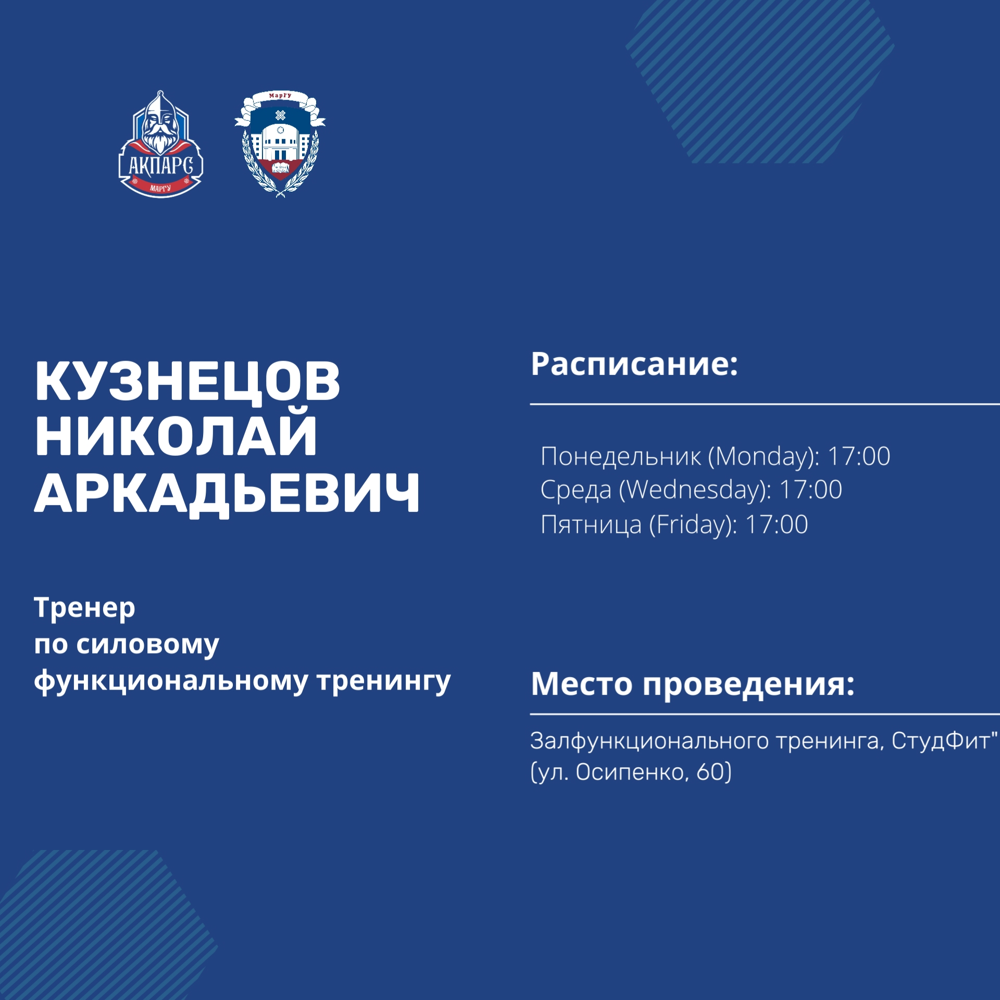 АКПАРС
МАРГУ
МарГУ
КУЗНЕЦОВ
НИКОЛАЙ
АРКАДЬЕВИЧ
Тренер
по силовому
функциональному тренингу
Расписание:
Понедельник (Monday): 17:00
Среда (Wednesday): 17:00
Пятница (Friday): 17:00
Место проведения:
Залфункционального тренинга, СтудФит"
(ул. Осипенко, 60)